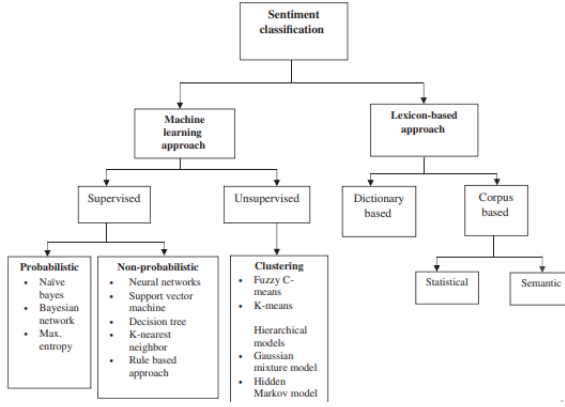 Sentiment
classification
Machine
learning
approach
Lexicon-based
approach
Supervised
Unsupervised
Dictionary
based
Corpus
based
Probabilistic
• Naïve
bayes
• Bayesian
network
• Max.
entropy
Non-probabilistic
• Neural networks
• Support vector
machine
• Decision tree
• K-nearest
neighbor
• Rule based
approach
Clustering
• Fuzzy C-
means
• K-means
•
Hierarchical
models
• Gaussian
mixture model
• Hidden
Markov model
Statistical
Semantic